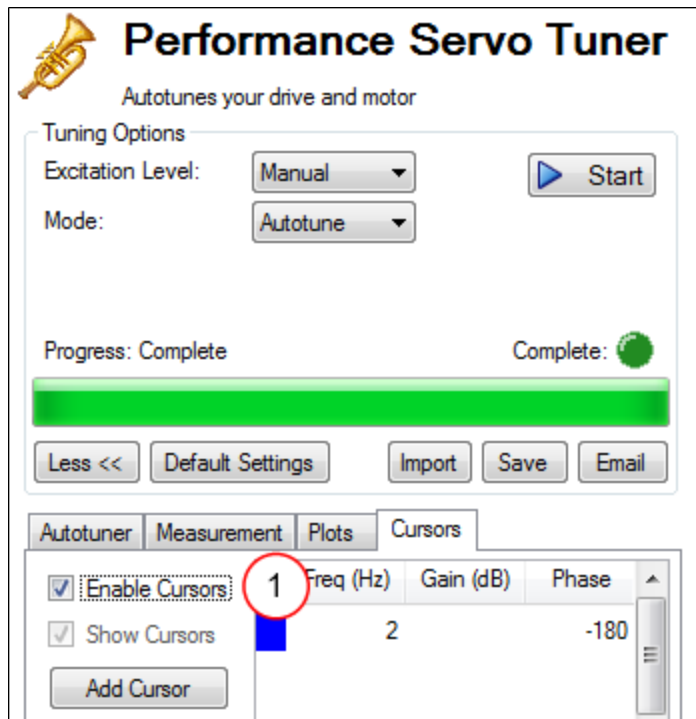 Performance Servo Tuner
Autotunes your drive and motor
Tuning Options
Excitation Level: Manual Start
Mode: Autotune
Progress: Complete Complete:
Less << Default Settings Import Save Email
Autotuner Measurement Plots Cursors
Enable Cursors 1 Freq (Hz) Gain (dB) Phase
Show Cursors 2 -180
Add Cursor